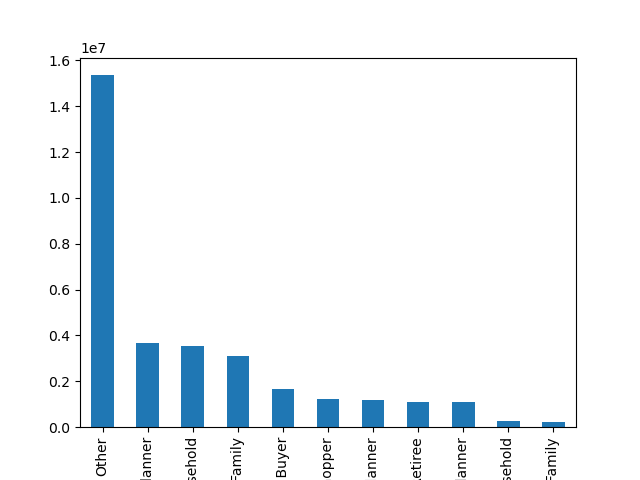 1e7
1.6
1.4
1.2
1.0
0.8
0.6
0.4
0.2
0.0
Other
lanner
sehold
Family
Buyer
opper
anner
etiree
lanner
sehold
Family